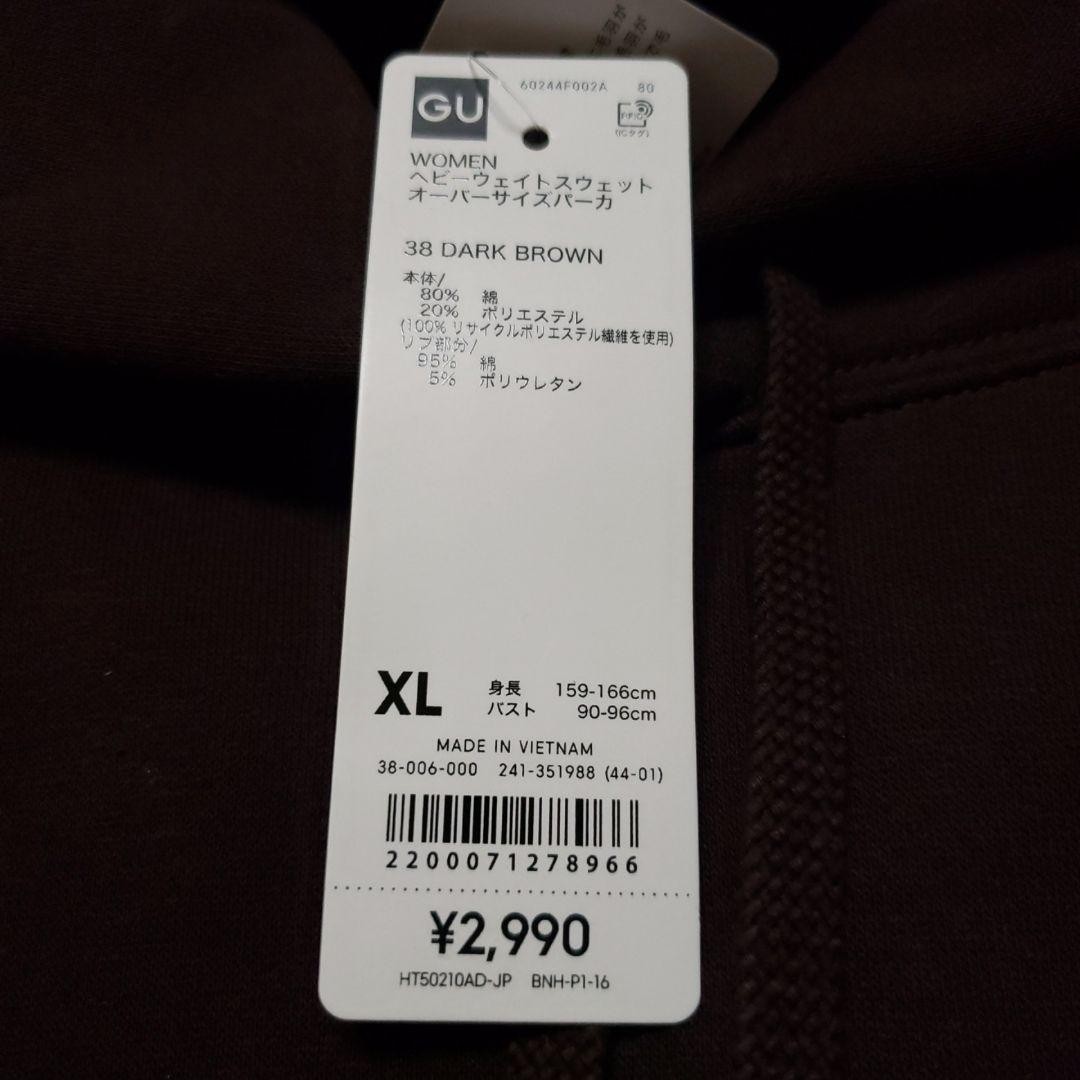 GU
60244F002A 80
RFID
(ICタグ)
WOMEN
ヘビーウェイトスウェット
オーバーサイズパーカ
38 DARK BROWN
本体/
80% 綿
20% ポリエステル
(100% リサイクルポリエステル繊維を使用)
リブ部分/
95% 綿
5% ポリウレタン
XL 身長 159-166cm
バスト 90-96cm
MADE IN VIETNAM
38-006-000 241-351988 (44-01)
2200071278966
¥2,990
HT50210AD-JP BNH-P1-16